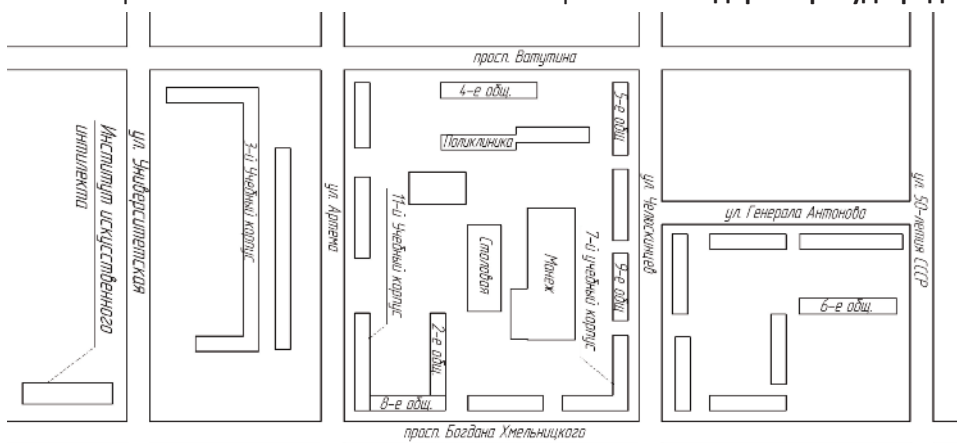 просп. Ватутина
4-е общ.
5-е общ.
Поликлиника
ул. Университетская
Институт искусственного
интилекта
3-й Учебный корпус
ул. Артема
11-й Учебный корпус
Столовая
Манеж
7-й учебный корпус
ул. Челюскинцев
ул. Генерала Антонова
ул. 50-летия СССР
9-е общ.
6-е общ.
2-е общ.
8-е общ.
просп. Богдана Хмельницкого